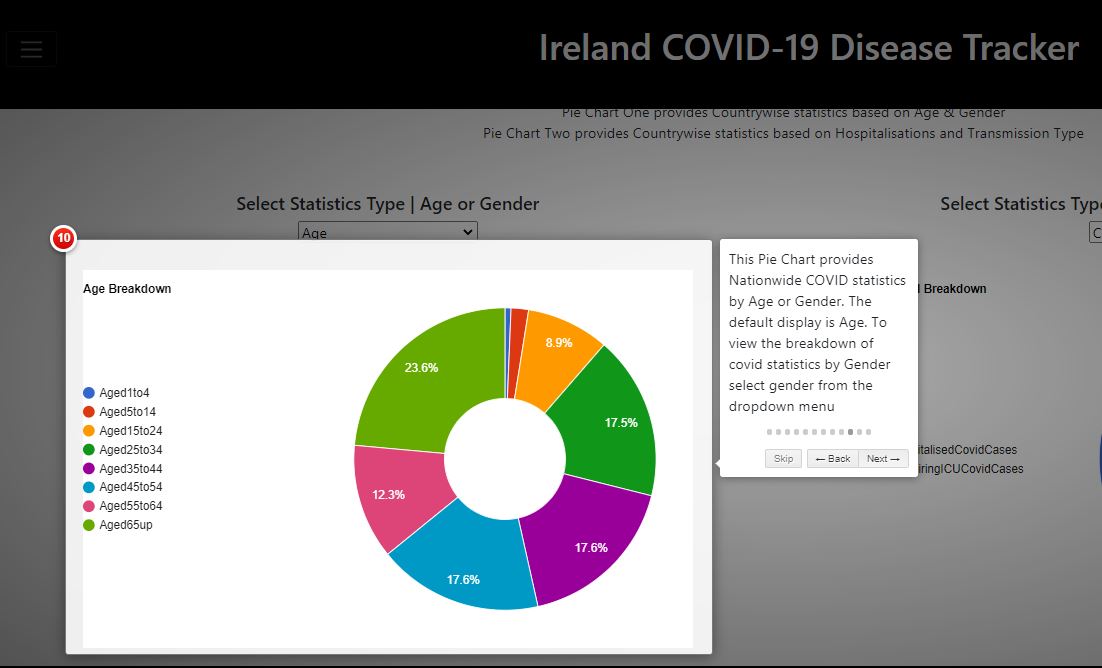 Ireland COVID-19 Disease Tracker
Pie Chart One provides Countrywise statistics based on Age & Gender
Pie Chart Two provides Countrywise statistics based on Hospitalisations and Transmission Type
Select Statistics Type | Age or Gender
Select Statistics Type
Age
10
Age Breakdown
23.6%
8.9%
17.5%
17.6%
17.6%
12.3%
Aged1to4
Aged5to14
Aged15to24
Aged25to34
Aged35to44
Aged45to54
Aged55to64
Aged65up
This Pie Chart provides
Nationwide COVID statistics
by Age or Gender. The
default display is Age. To
view the breakdown of
covid statistics by Gender
select gender from the
dropdown menu
Skip
← Back
Next →
Breakdown
italisedCovidCases
iringICUCovidCases